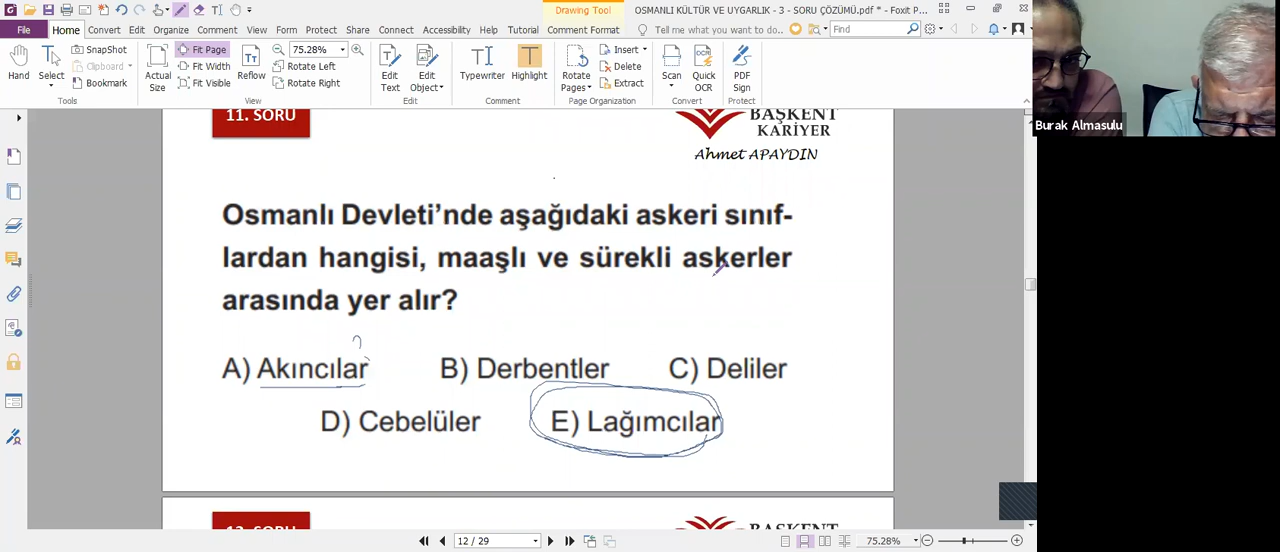 Drawing Tool
OSMANLI KÜLTÜR VE UYGARLIK - 3 - SORU ÇÖZÜMÜ.pdf * - Foxit P...
File Home Comment View Form Protect Share Connect Accessibility Help Tutorial Comment Format Tell me what you want to do... Find
Edit Organize Convert
Hand
Select
SnapShot
Clipboard
Bookmark
Tools
Actual Size
Fit Page
Fit Width
Fit Visible
Reflow
75.28%
Rotate Left
Rotate Right
View
Edit Text
Edit Object
Edit
Typewriter
Highlight
Comment
Rotate Pages
Insert
Delete
Extract
Page Organization
Scan
Quick OCR
Convert
PDF Sign
Protect
Burak Almasulu
11. SORU
BAŞKENT
KARİYER
Ahmet APAYDIN
Osmanlı Devleti’nde aşağıdaki askeri sınıf-
lardan hangisi, maaşlı ve sürekli askerler
arasında yer alır?
A) Akıncılar B) Derbentler C) Deliler
D) Cebelüler E) Lağımcılar
12. SORU
BAŞKENT
12 / 29
75.28%